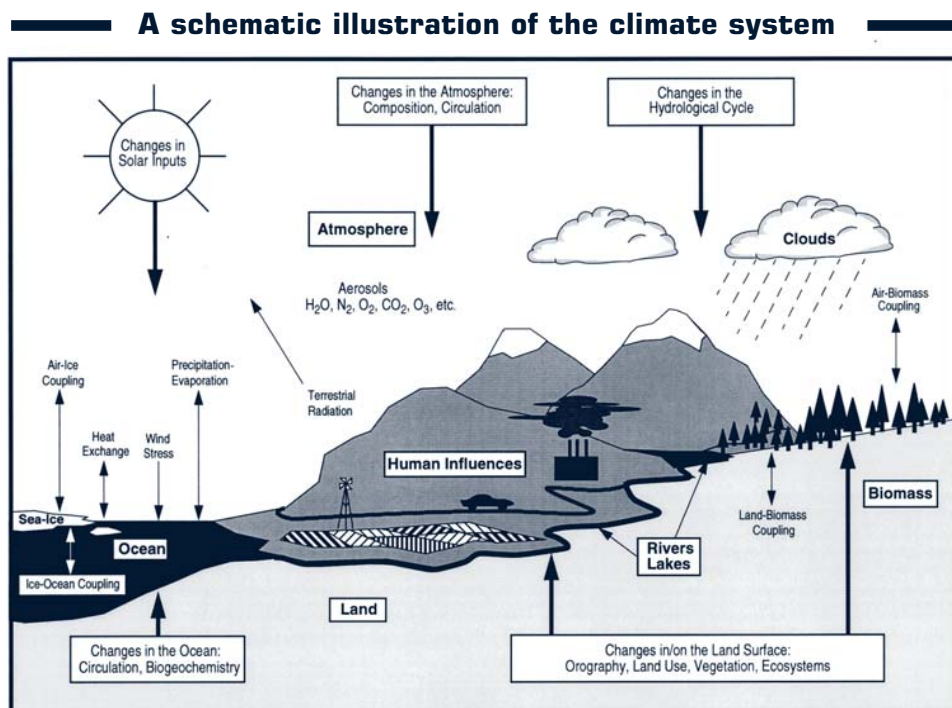 A schematic illustration of the climate system
Changes in
Solar Inputs
Changes in the Atmosphere:
Composition, Circulation
Changes in the
Hydrological Cycle
Atmosphere
Clouds
Aerosols
H₂O, N₂, O₂, CO₂, O₃, etc.
Air-Biomass
Coupling
Air-Ice
Coupling
Precipitation-
Evaporation
Terrestrial
Radiation
Heat
Exchange
Wind
Stress
Human Influences
Biomass
Sea-Ice
Land-Biomass
Coupling
Ocean
Rivers
Lakes
Ice-Ocean Coupling
Land
Changes in the Ocean:
Circulation, Biogeochemistry
Changes in/on the Land Surface:
Orography, Land Use, Vegetation, Ecosystems